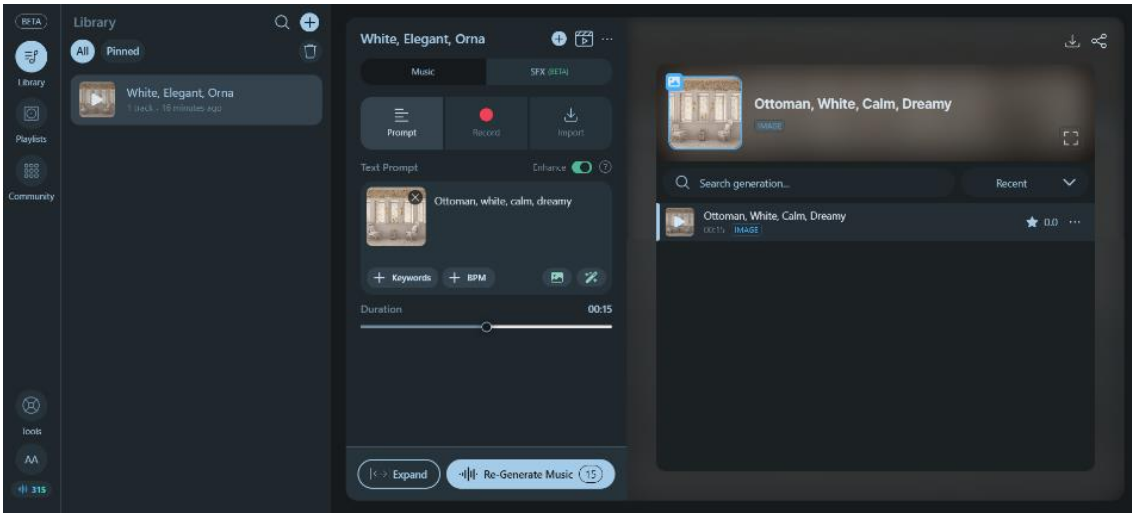 BETA
Library
Playlists
Community
Tools
315
Library
All
Pinned
White, Elegant, Orna
1 track - 16 minutes ago
White, Elegant, Orna
Music
SFX (BETA)
Prompt
Record
Import
Text Prompt
Enhance
Ottoman, white, calm, dreamy
+ Keywords
+ BPM
Duration
00:15
Expand
Re-Generate Music 15
Ottoman, White, Calm, Dreamy
IMAGE
Search generation...
Recent
Ottoman, White, Calm, Dreamy
00:15 IMAGE
0.0